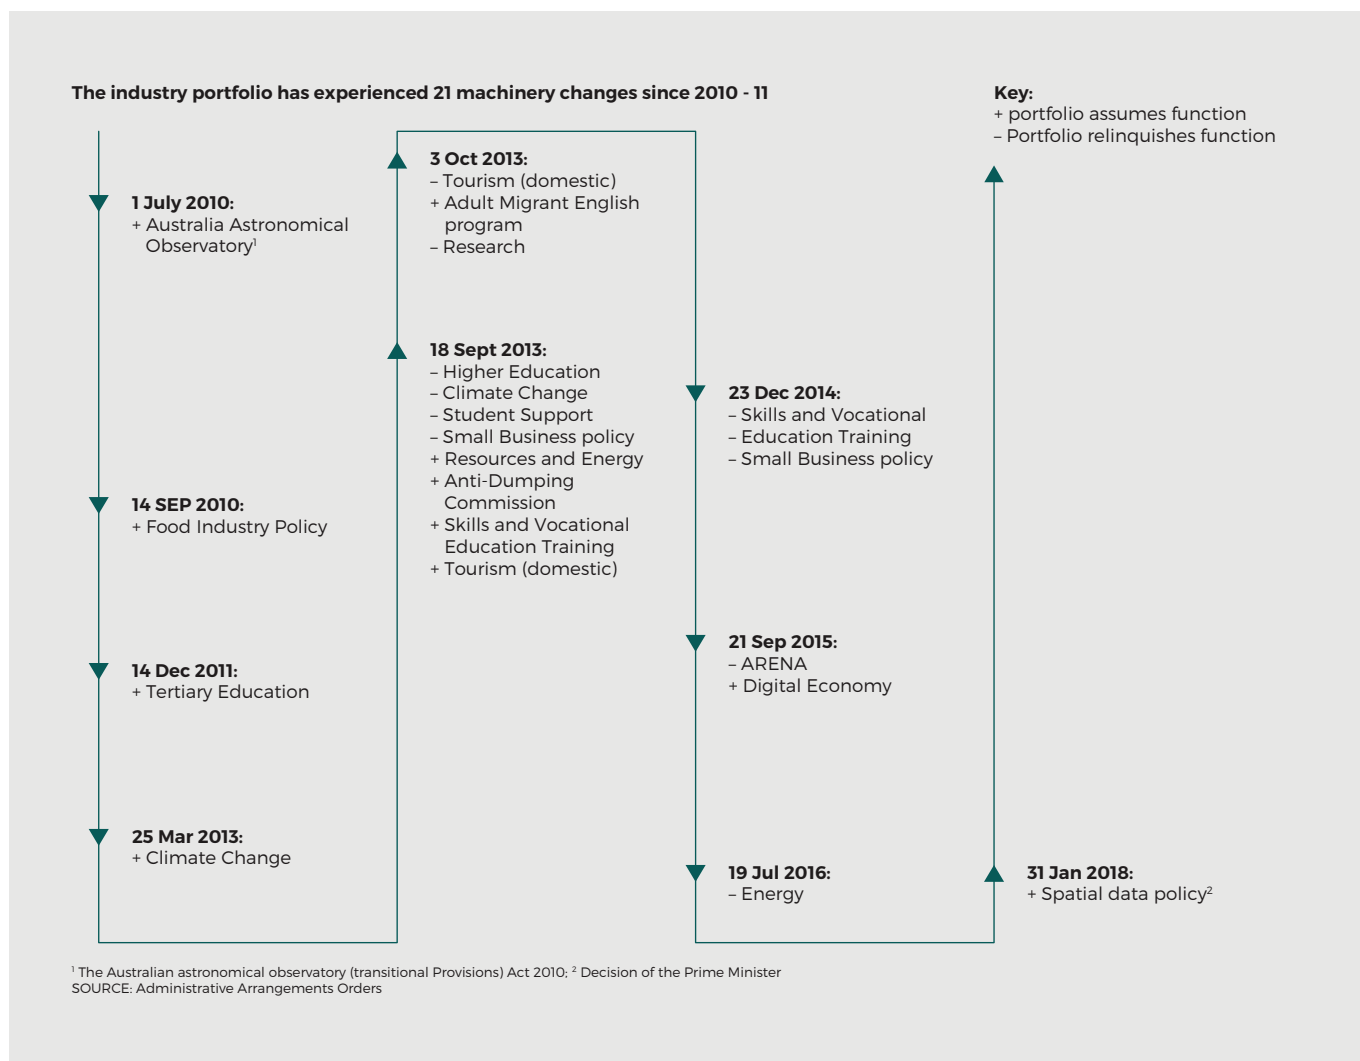 The industry portfolio has experienced 21 machinery changes since 2010 - 11
1 July 2010:
+ Australia Astronomical
Observatory¹
14 SEP 2010:
+ Food Industry Policy
14 Dec 2011:
+ Tertiary Education
25 Mar 2013:
+ Climate Change
3 Oct 2013:
– Tourism (domestic)
+ Adult Migrant English
program
– Research
18 Sept 2013:
– Higher Education
– Climate Change
– Student Support
– Small Business policy
+ Resources and Energy
+ Anti-Dumping
Commission
+ Skills and Vocational
Education Training
+ Tourism (domestic)
23 Dec 2014:
– Skills and Vocational
– Education Training
– Small Business policy
21 Sep 2015:
– ARENA
+ Digital Economy
19 Jul 2016:
– Energy
Key:
+ portfolio assumes function
– Portfolio relinquishes function
31 Jan 2018:
+ Spatial data policy²
¹ The Australian astronomical observatory (transitional Provisions) Act 2010; ² Decision of the Prime Minister
SOURCE: Administrative Arrangements Orders